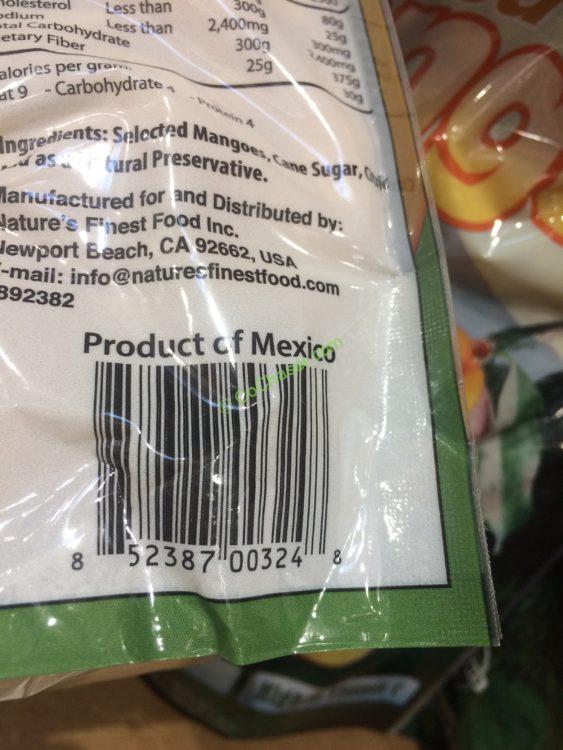 holesterol Less than 300g
odium Less than 2,400mg
otal Carbohydrate 300g
etary Fiber 25g
80g
25g
300mg
2,400mg
375g
30g
alories per gram
at 9 - Carbohydrate 4 - Protein 4
Ingredients: Selected Mangoes, Cane Sugar,
as tural Preservative.
Manufactured for and Distributed by:
Nature's Finest Food Inc.
Newport Beach, CA 92662, USA
E-mail: info@naturesfinestfood.com
892382
Product of Mexico
8 52387 00324 8